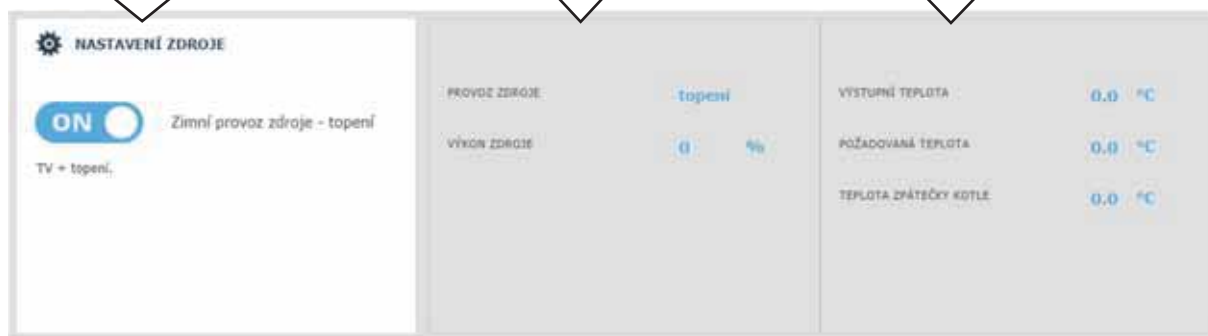 NASTAVENÍ ZDROJE
ON Zimní provoz zdroje - topení
TV + topení.
PROVOZ ZDROJE topení
VÝKON ZDROJE 0 %
VÝSTUPNÍ TEPLOTA 0.0 °C
POŽADOVANÁ TEPLOTA 0.0 °C
TEPLOTA ZPÁTEČKY KOTLE 0.0 °C